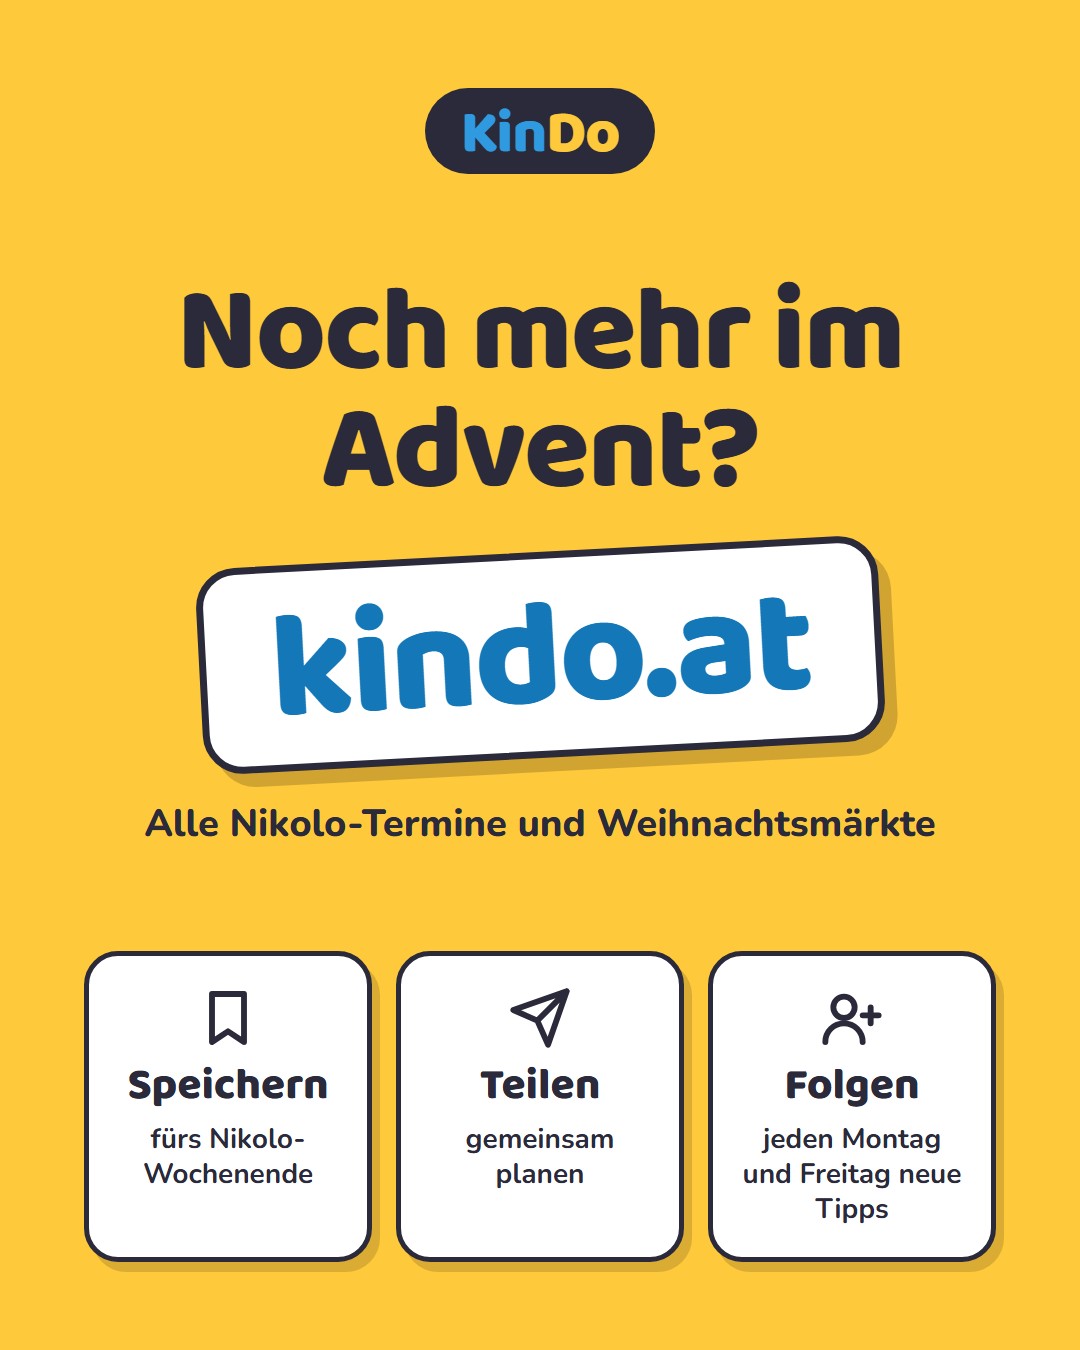 KinDo
Noch mehr im
Advent?
kindo.at
Alle Nikolo-Termine und Weihnachtsmärkte
Speichern
fürs Nikolo-
Wochenende
Teilen
gemeinsam
planen
Folgen
jeden Montag
und Freitag neue
Tipps